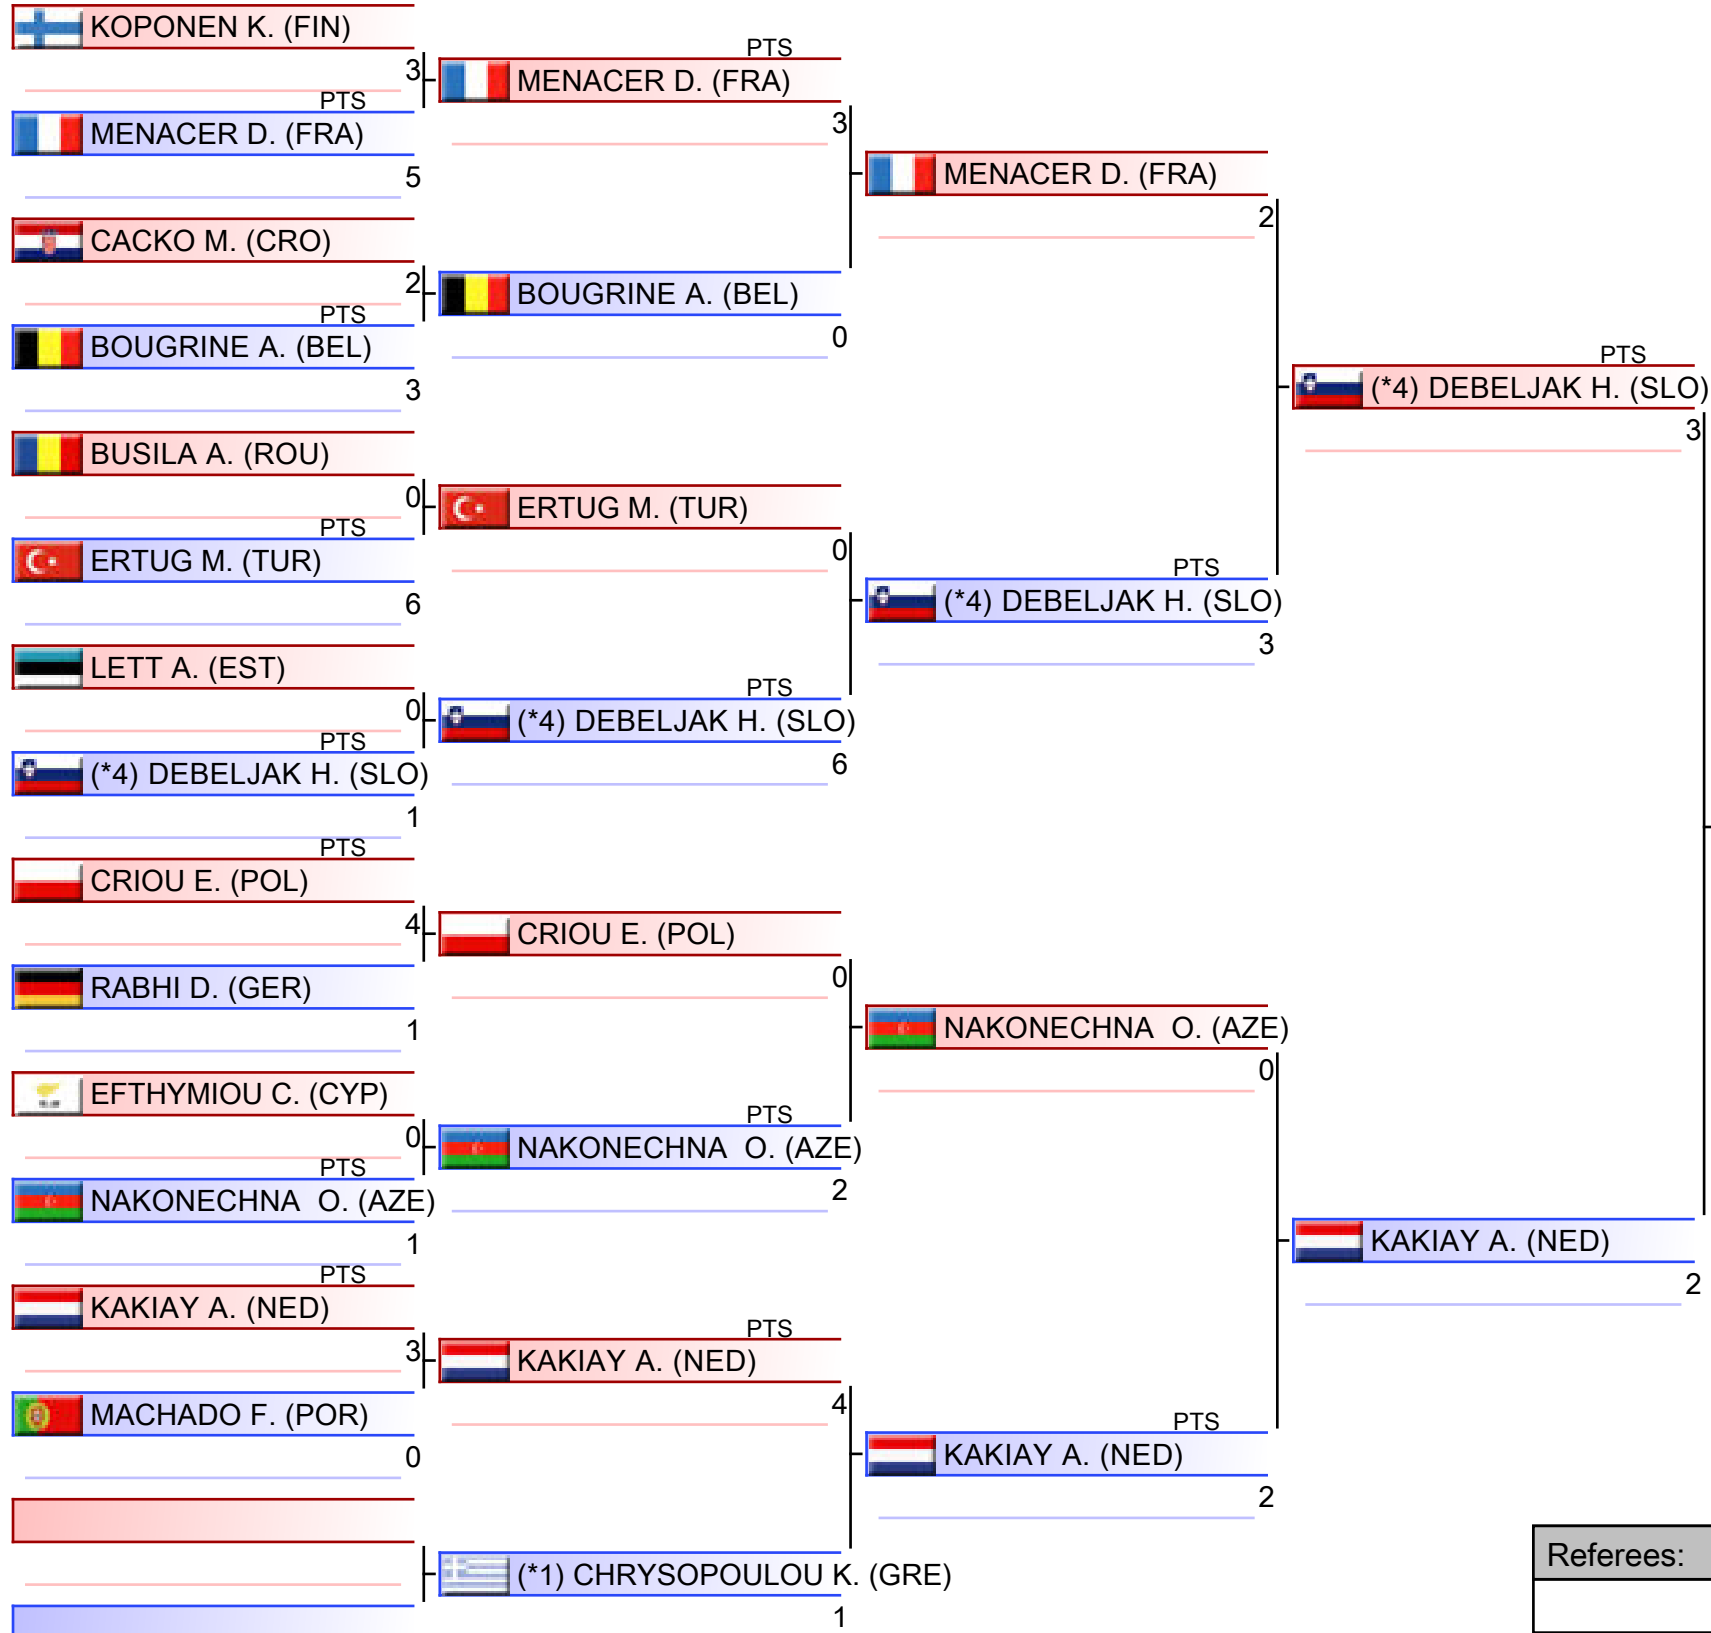 KOPONEN K. (FIN)
3
PTS
MENACER D. (FRA)
5
CACKO M. (CRO)
2
PTS
BOUGRINE A. (BEL)
3
BUSILA A. (ROU)
0
PTS
ERTUG M. (TUR)
6
LETT A. (EST)
0
PTS
(*4) DEBELJAK H. (SLO)
1
PTS
CRIOU E. (POL)
4
RABHI D. (GER)
1
EFTHYMIOU C. (CYP)
0
PTS
NAKONECHNA  O. (AZE)
1
PTS
KAKIAY A. (NED)
3
MACHADO F. (POR)
0
PTS
MENACER D. (FRA)
3
BOUGRINE A. (BEL)
0
ERTUG M. (TUR)
0
PTS
(*4) DEBELJAK H. (SLO)
6
CRIOU E. (POL)
0
PTS
NAKONECHNA  O. (AZE)
2
PTS
KAKIAY A. (NED)
4
(*1) CHRYSOPOULOU K. (GRE)
1
MENACER D. (FRA)
2
PTS
(*4) DEBELJAK H. (SLO)
3
NAKONECHNA  O. (AZE)
0
PTS
KAKIAY A. (NED)
2
PTS
(*4) DEBELJAK H. (SLO)
3
KAKIAY A. (NED)
2
Referees: